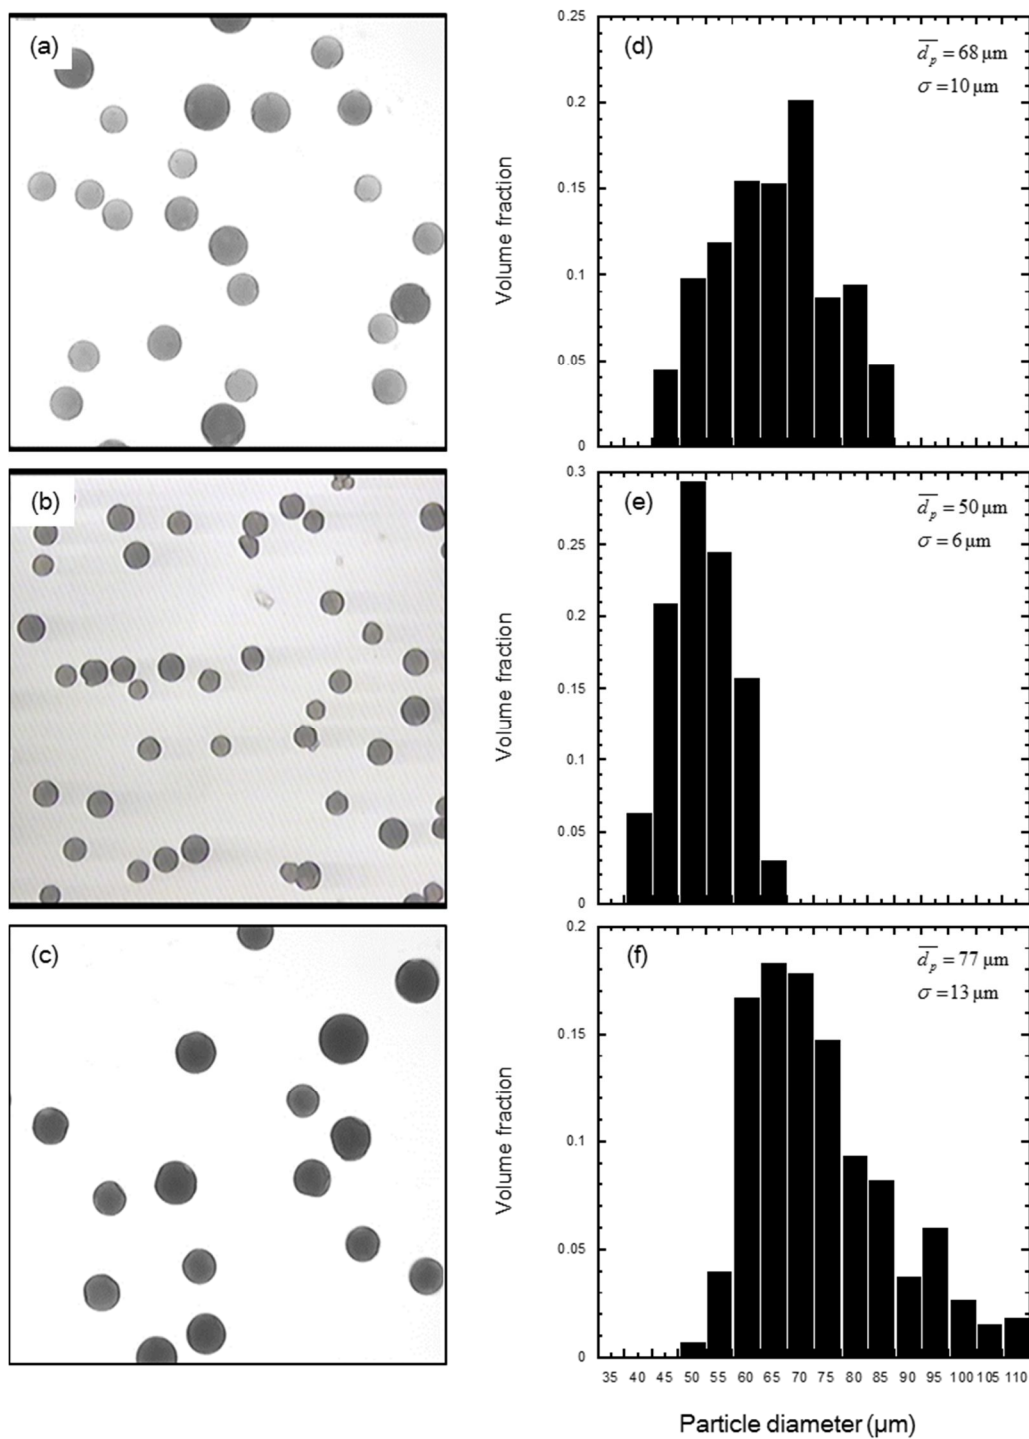 (a)
(d)
0.25
0.2
0.15
0.1
0.05
0
Volume fraction
d̅p = 68 µm
σ = 10 µm
(b)
(e)
0.3
0.25
0.2
0.15
0.1
0.05
0
Volume fraction
d̅p = 50 µm
σ = 6 µm
(c)
(f)
0.2
0.15
0.1
0.05
0
Volume fraction
d̅p = 77 µm
σ = 13 µm
35 40 45 50 55 60 65 70 75 80 85 90 95 100 105 110
Particle diameter (µm)